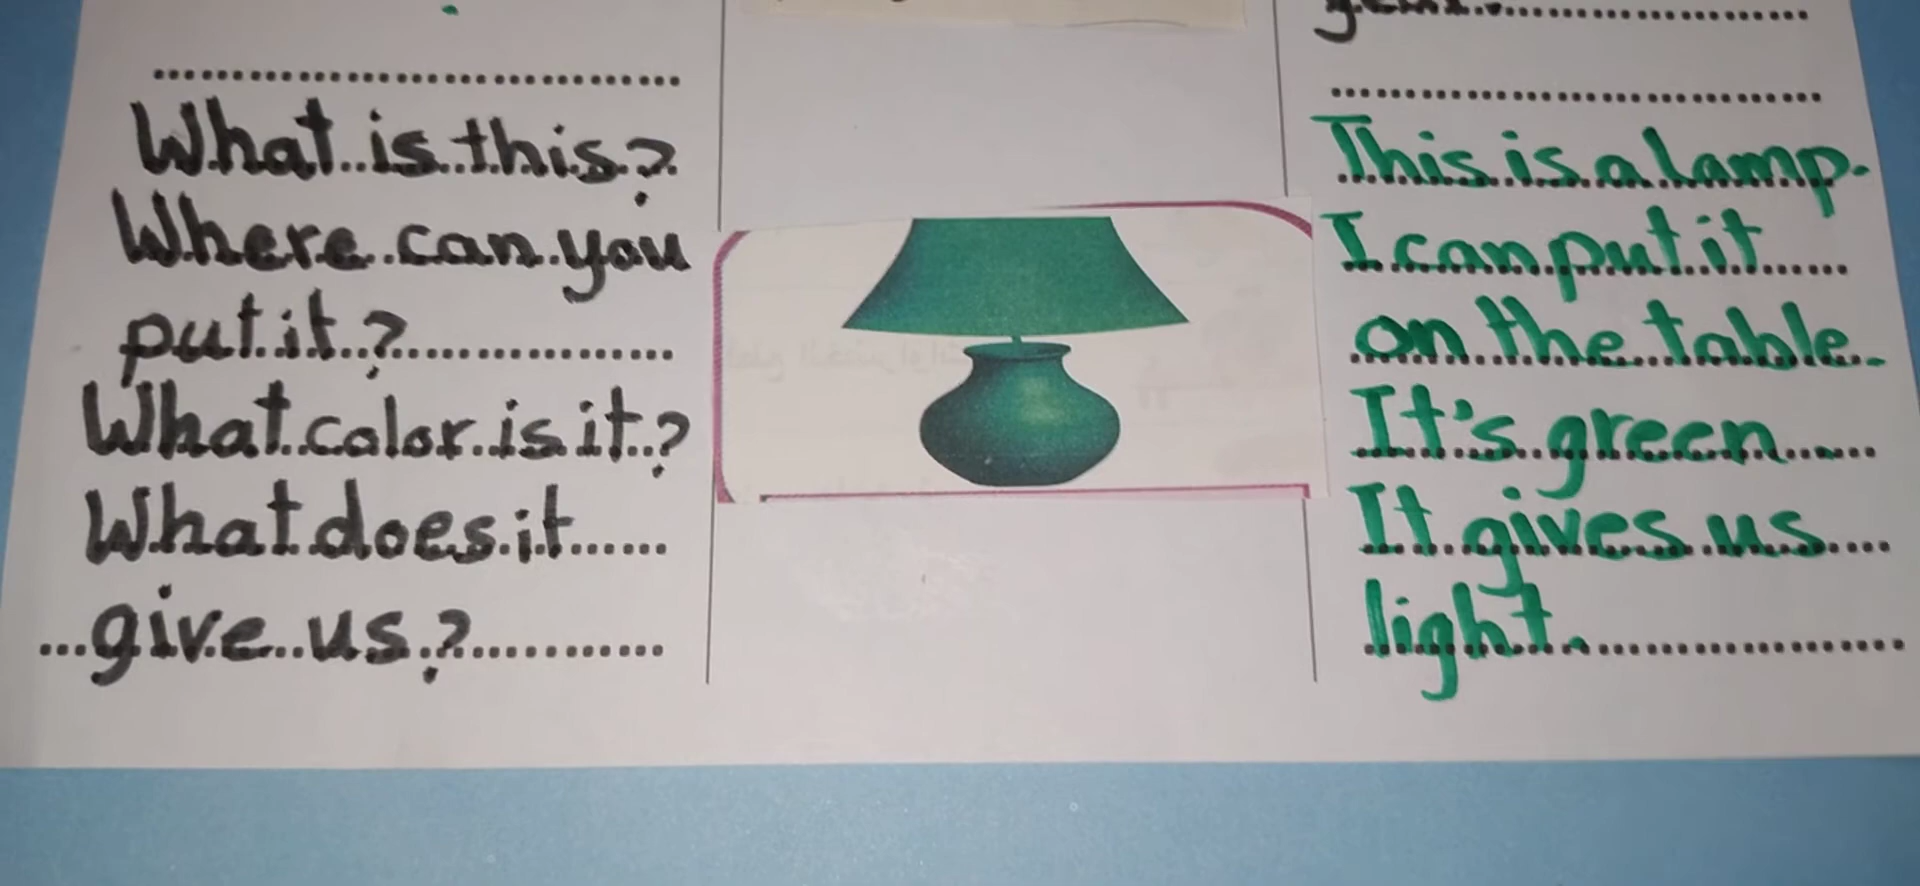 What is this?
Where can you
put it?
What color is it?
What does it
give us?
This is a lamp.
I can put it
on the table.
It's green
It gives us
light.